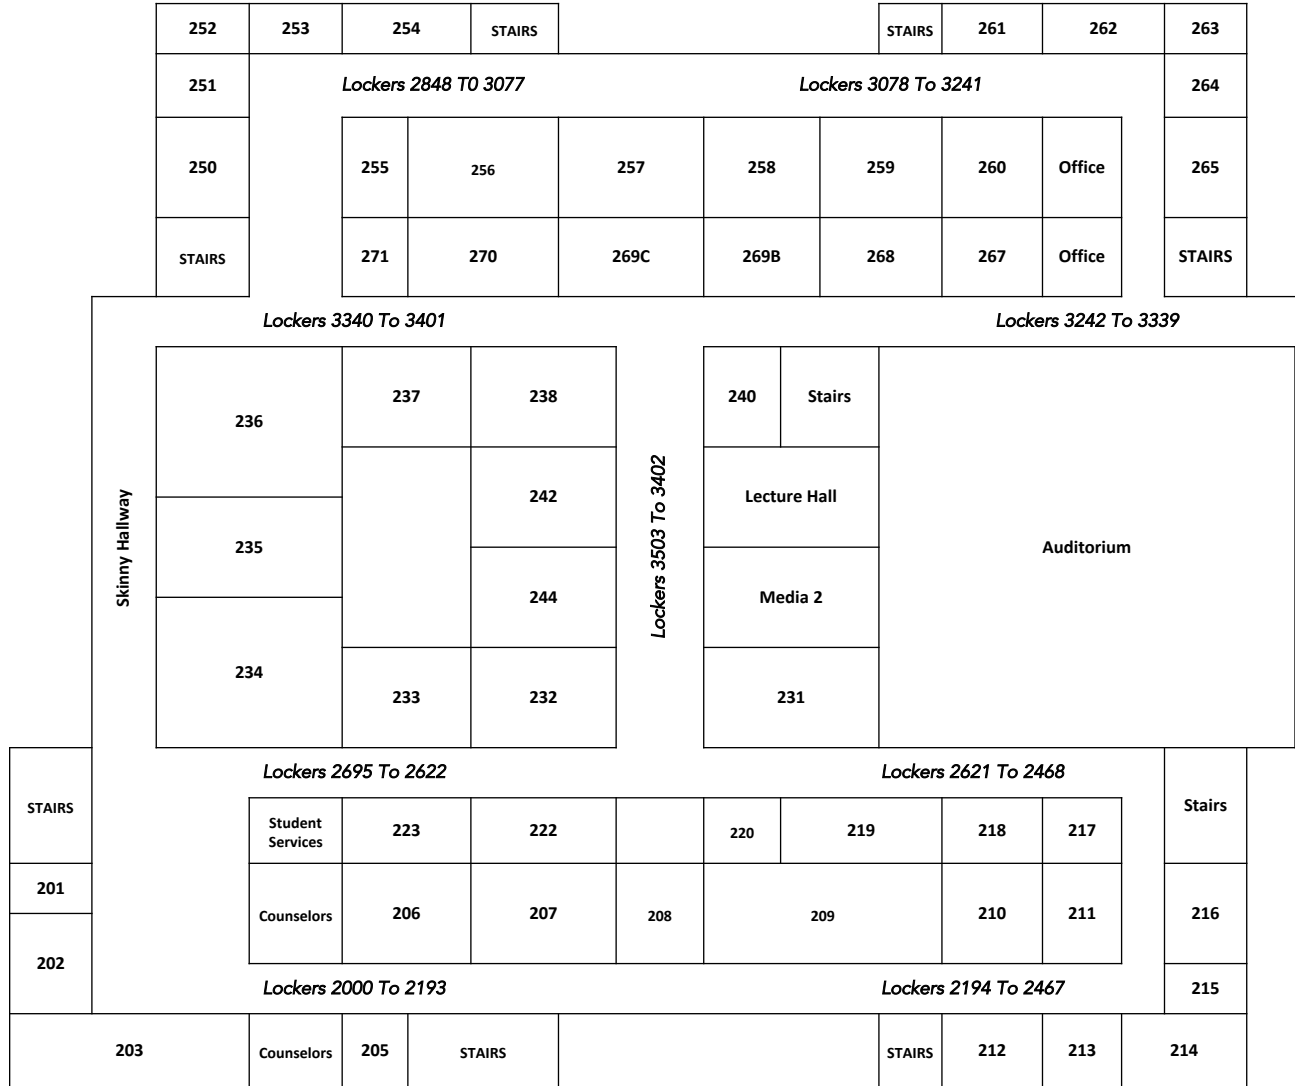 252 253 254 STAIRS STAIRS 261 262 263
251 Lockers 2848 T0 3077 Lockers 3078 To 3241 264
250 255 256 257 258 259 260 Office 265
STAIRS 271 270 269C 269B 268 267 Office STAIRS
Lockers 3340 To 3401 Lockers 3242 To 3339
237 238 240 Stairs
236
242 Lecture Hall
Skinny Hallway
235 Lockers 3503 To 3402 Auditorium
244 Media 2
234
233 232 231
Lockers 2695 To 2622 Lockers 2621 To 2468
STAIRS Student Services 223 222 220 219 218 217 Stairs
201
Counselors 206 207 208 209 210 211 216
202
Lockers 2000 To 2193 Lockers 2194 To 2467 215
203 Counselors 205 STAIRS STAIRS 212 213 214